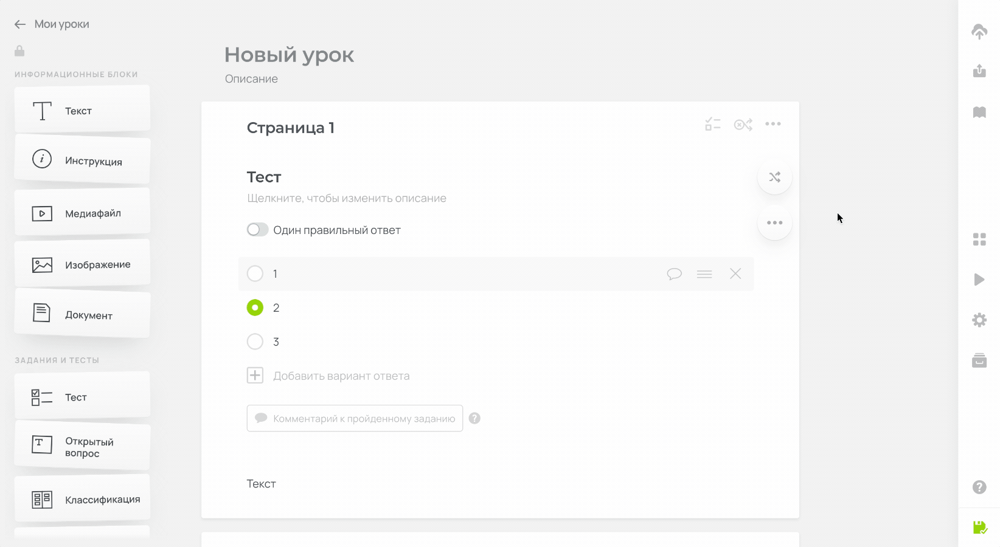 Мои уроки
ИНФОРМАЦИОННЫЕ БЛОКИ
Текст
Инструкция
Медиафайл
Изображение
Документ
ЗАДАНИЯ И ТЕСТЫ
Тест
Открытый
вопрос
Классификация
Новый урок
Описание
Страница 1
Тест
Щелкните, чтобы изменить описание
Один правильный ответ
1
2
3
Добавить вариант ответа
Комментарий к пройденному заданию
Текст